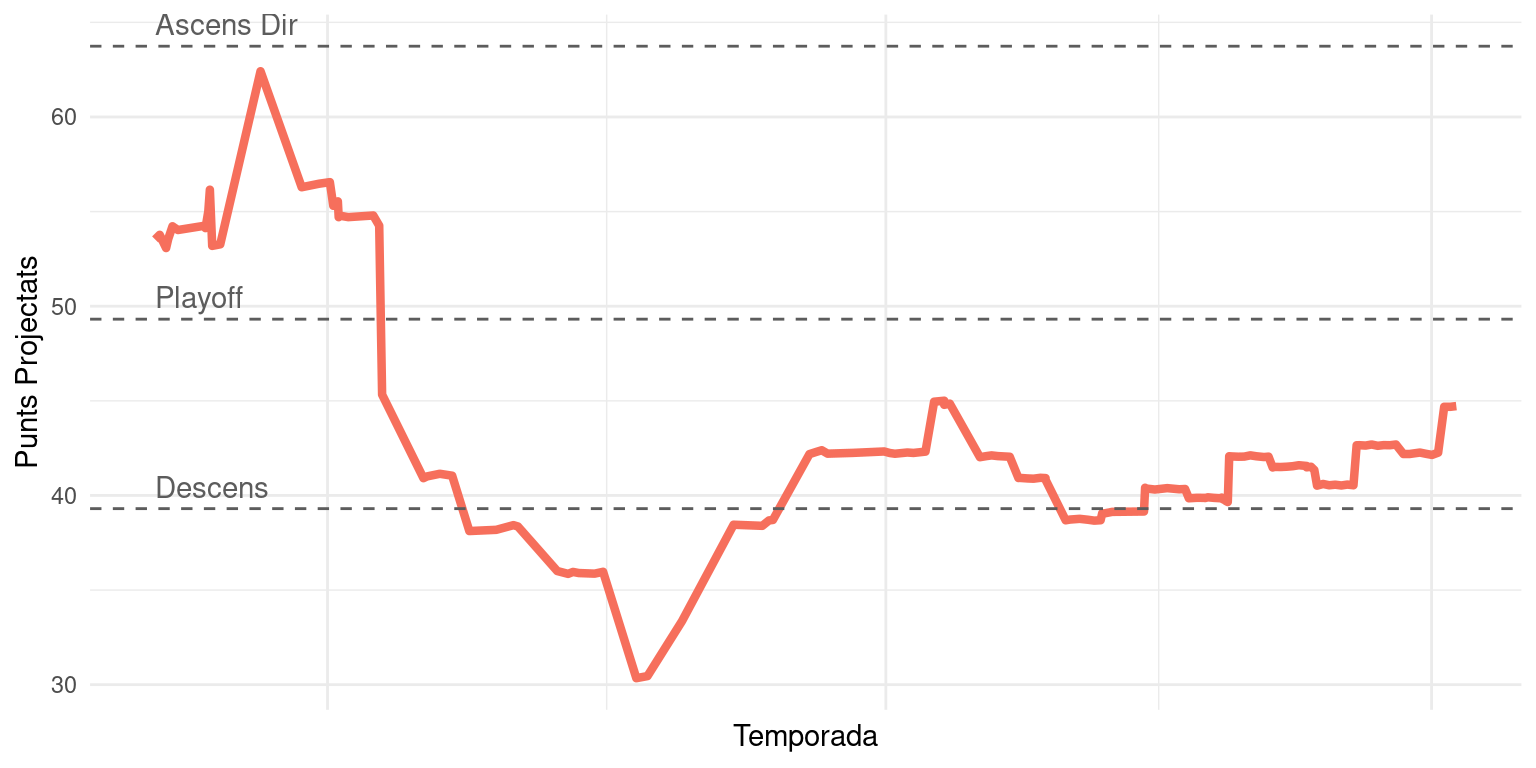 Ascens Dir
60
Playoff
50
Descens
40
30
Punts Projectats
Temporada